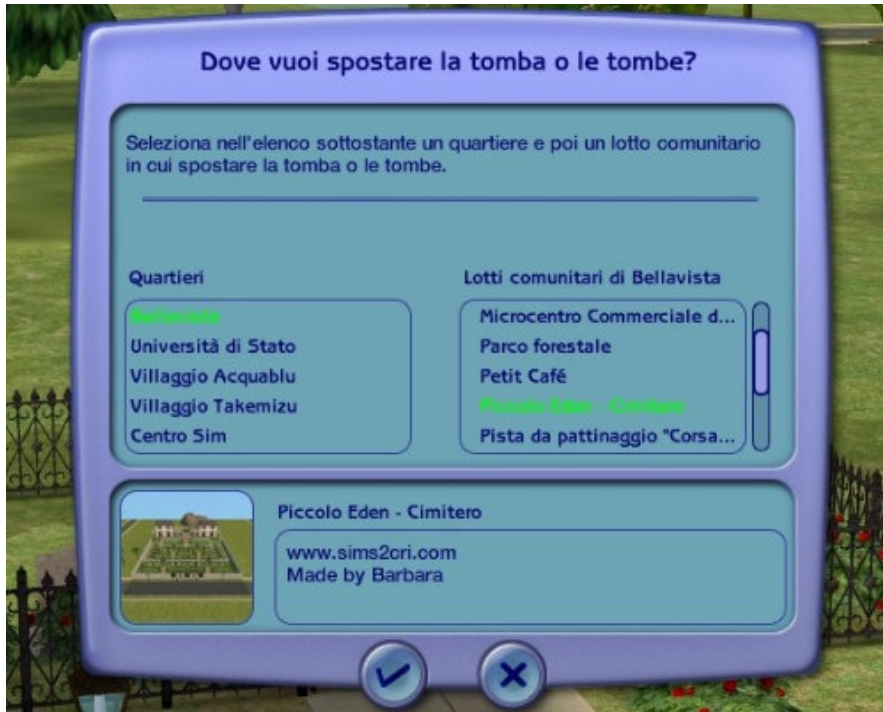 Dove vuoi spostare la tomba o le tombe?
Seleziona nell'elenco sottostante un quartiere e poi un lotto comunitario
in cui spostare la tomba o le tombe.
Quartieri
Bellavista
Università di Stato
Villaggio Acquablu
Villaggio Takemizu
Centro Sim
Lotti comunitari di Bellavista
Microcentro Commerciale d...
Parco forestale
Petit Café
Piccolo Eden - Cimitero
Pista da pattinaggio "Corsa...
Piccolo Eden - Cimitero
www.sims2cri.com
Made by Barbara